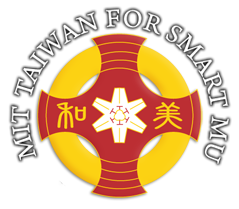 MIT TAIWAN FOR SMART MU
和 美